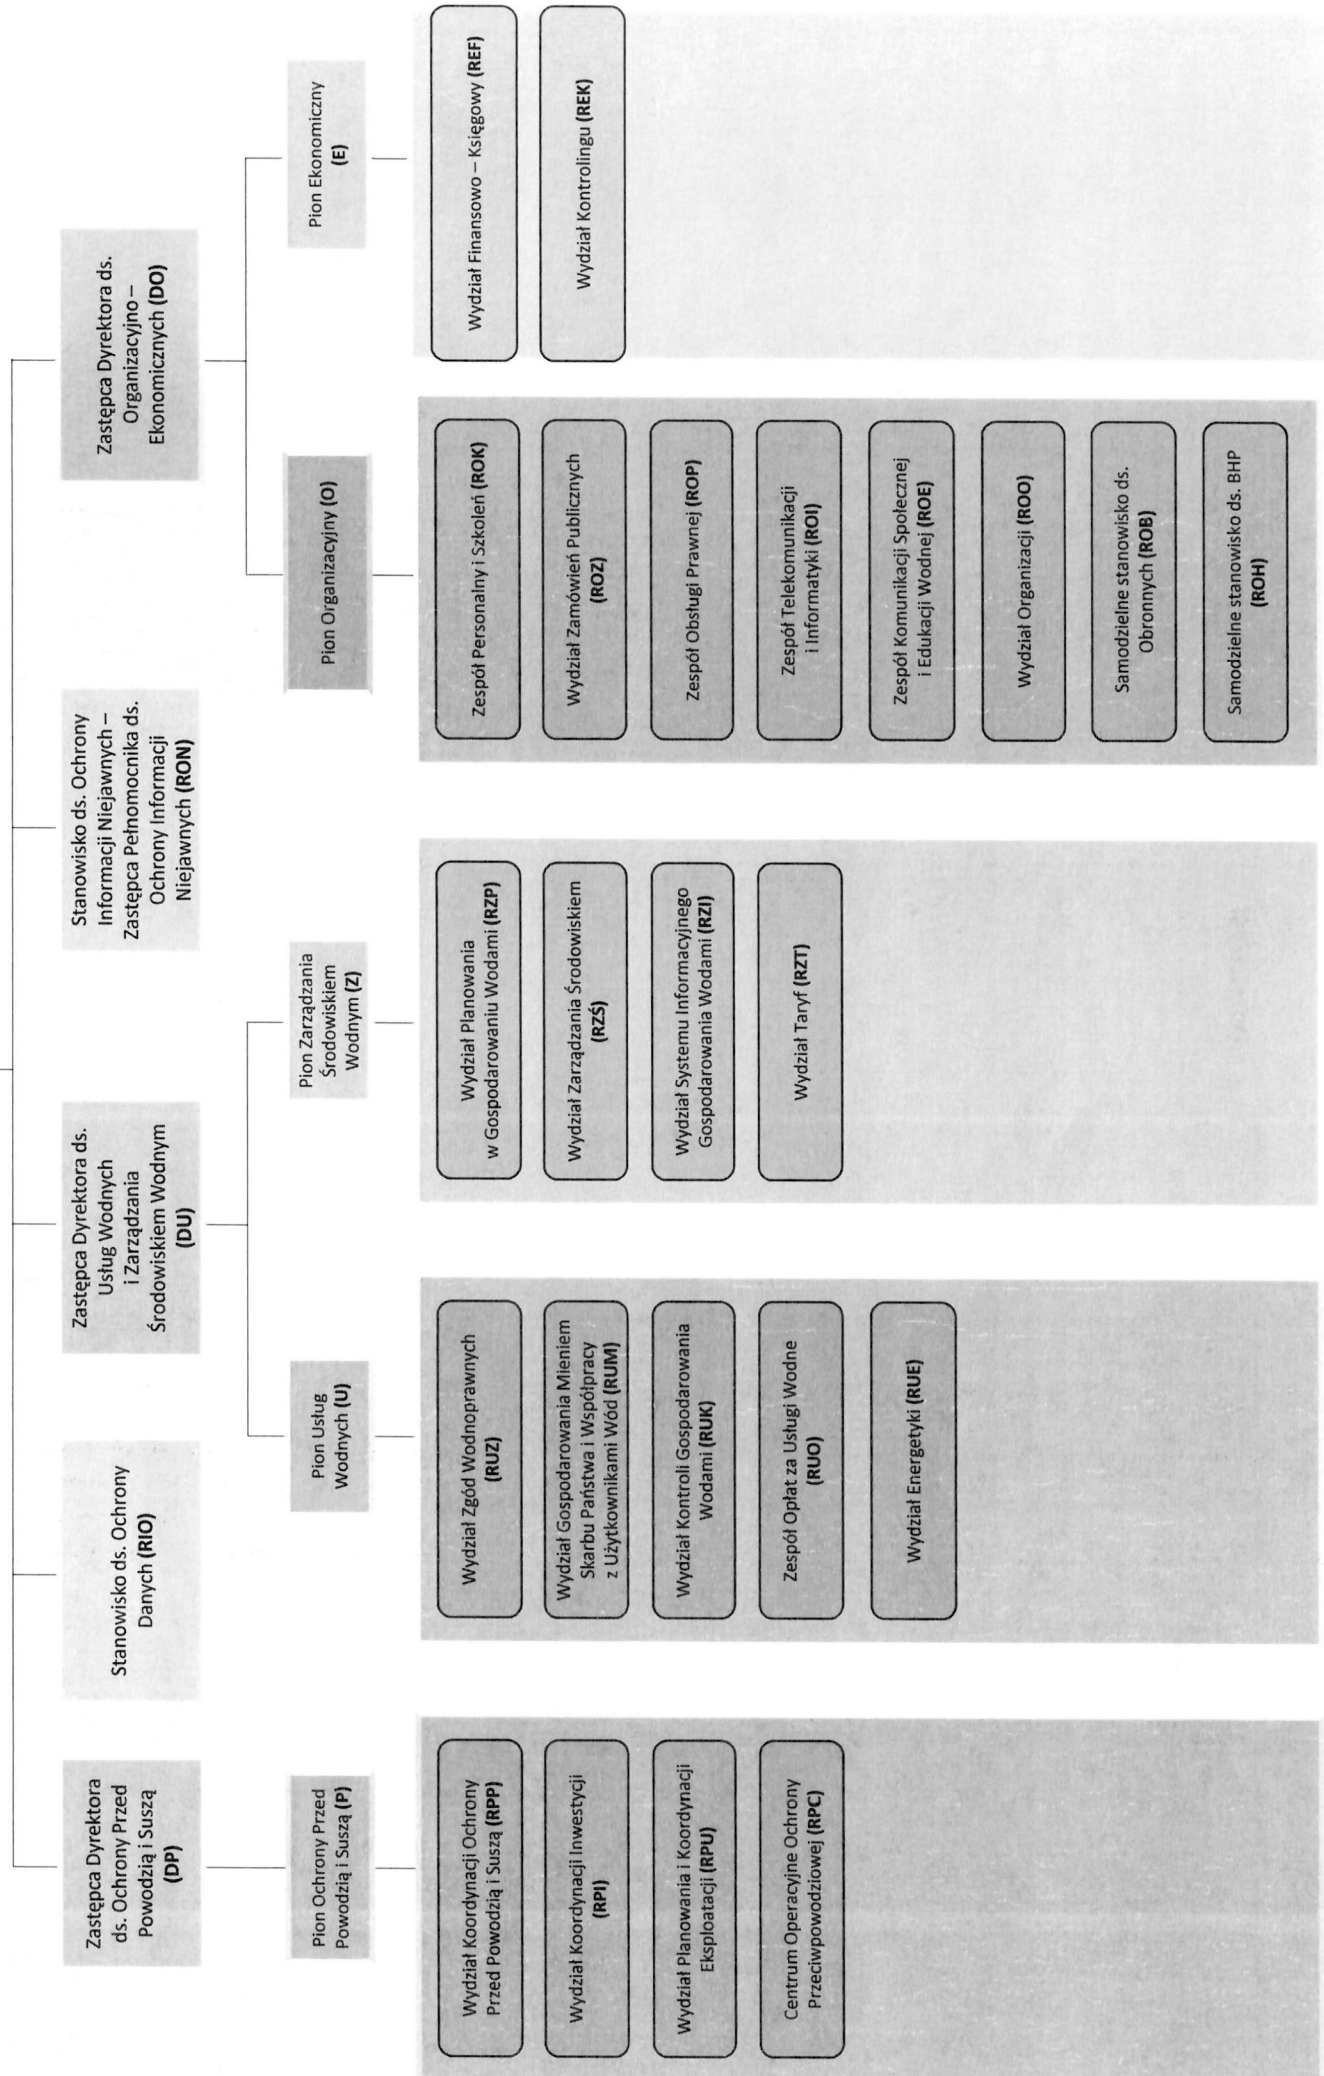 Zastępca Dyrektora
ds. Ochrony Przed
Powodzią i Suszą
(DP)
Stanowisko ds. Ochrony
Danych (RIO)
Zastępca Dyrektora ds.
Usług Wodnych
i Zarządzania
Środowiskiem Wodnym
(DU)
Stanowisko ds. Ochrony
Informacji Niejawnych –
Zastępca Pełnomocnika ds.
Ochrony Informacji
Niejawnych (RON)
Zastępca Dyrektora ds.
Organizacyjno –
Ekonomicznych (DO)
Pion Ochrony Przed
Powodzią i Suszą (P)
Pion Usług
Wodnych (U)
Pion Zarządzania
Środowiskiem
Wodnym (Z)
Pion Organizacyjny (O)
Pion Ekonomiczny
(E)
Wydział Koordynacji Ochrony
Przed Powodzią i Suszą (RPP)
Wydział Koordynacji Inwestycji
(RPI)
Wydział Planowania i Koordynacji
Eksploatacji (RPU)
Centrum Operacyjne Ochrony
Przeciwpowodziowej (RPC)
Wydział Zgód Wodnoprawnych
(RUZ)
Wydział Gospodarowania Mieniem
Skarbu Państwa i Współpracy
z Użytkownikami Wód (RUM)
Wydział Kontroli Gospodarowania
Wodami (RUK)
Zespół Opłat za Usługi Wodne
(RUO)
Wydział Energetyki (RUE)
Wydział Planowania
w Gospodarowaniu Wodami (RZP)
Wydział Zarządzania Środowiskiem
(RZŚ)
Wydział Systemu Informacyjnego
Gospodarowania Wodami (RZI)
Wydział Taryf (RZT)
Zespół Personalny i Szkoleń (ROK)
Wydział Zamówień Publicznych
(ROZ)
Zespół Obsługi Prawnej (ROP)
Zespół Telekomunikacji
i Informatyki (ROI)
Zespół Komunikacji Społecznej
i Edukacji Wodnej (ROE)
Wydział Organizacji (ROO)
Samodzielne stanowisko ds.
Obronnych (ROB)
Samodzielne stanowisko ds. BHP
(ROH)
Wydział Finansowo – Księgowy (REF)
Wydział Kontrolingu (REK)